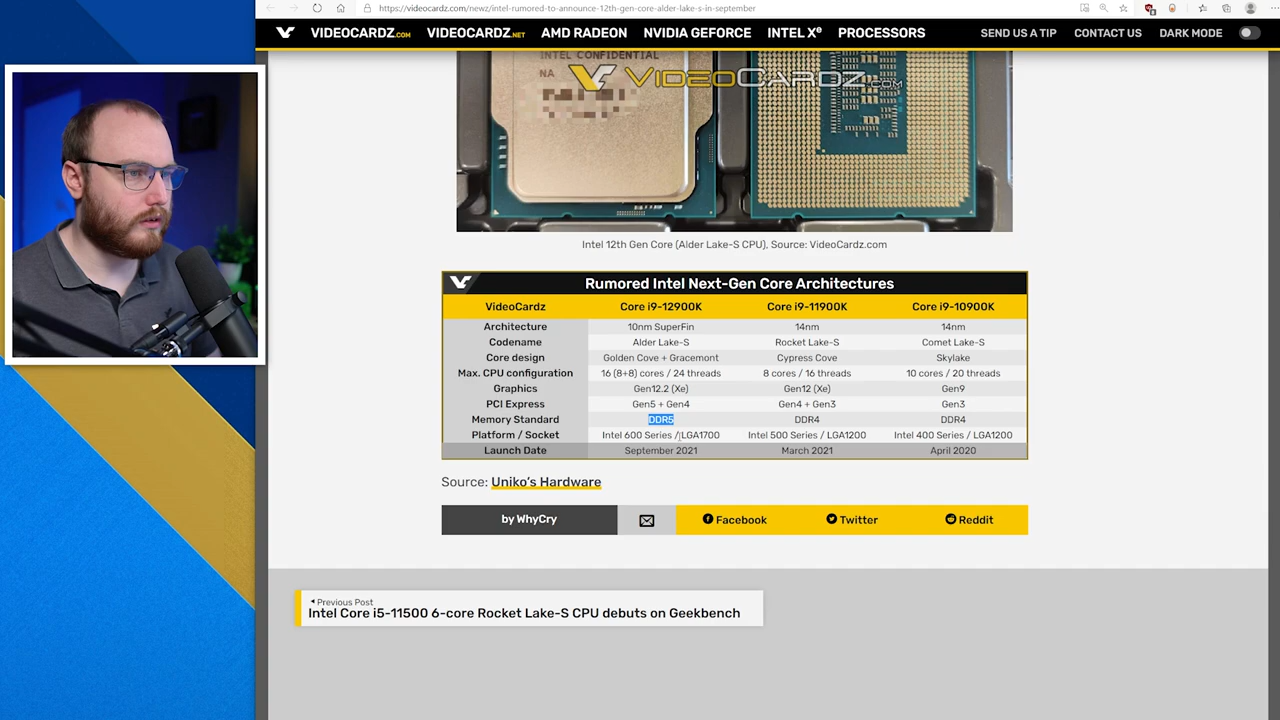 https://videocardz.com/newz/intel-rumored-to-announce-12th-gen-core-alder-lake-s-in-september
VIDEOCARDZ.COM VIDEOCARDZ.NET AMD RADEON NVIDIA GEFORCE INTEL Xe PROCESSORS SEND US A TIP CONTACT US DARK MODE
INTEL CONFIDENTIAL
NA
VIDEOCARDZ.COM
Intel 12th Gen Core (Alder Lake-S CPU), Source: VideoCardz.com
Rumored Intel Next-Gen Core Architectures
VideoCardz Core i9-12900K Core i9-11900K Core i9-10900K
Architecture 10nm SuperFin 14nm 14nm
Codename Alder Lake-S Rocket Lake-S Comet Lake-S
Core design Golden Cove + Gracemont Cypress Cove Skylake
Max. CPU configuration 16 (8+8) cores / 24 threads 8 cores / 16 threads 10 cores / 20 threads
Graphics Gen12.2 (Xe) Gen12 (Xe) Gen9
PCI Express Gen5 + Gen4 Gen4 + Gen3 Gen3
Memory Standard DDR5 DDR4 DDR4
Platform / Socket Intel 600 Series / LGA1700 Intel 500 Series / LGA1200 Intel 400 Series / LGA1200
Launch Date September 2021 March 2021 April 2020
Source: Uniko's Hardware
by WhyCry Facebook Twitter Reddit
Previous Post
Intel Core i5-11500 6-core Rocket Lake-S CPU debuts on Geekbench